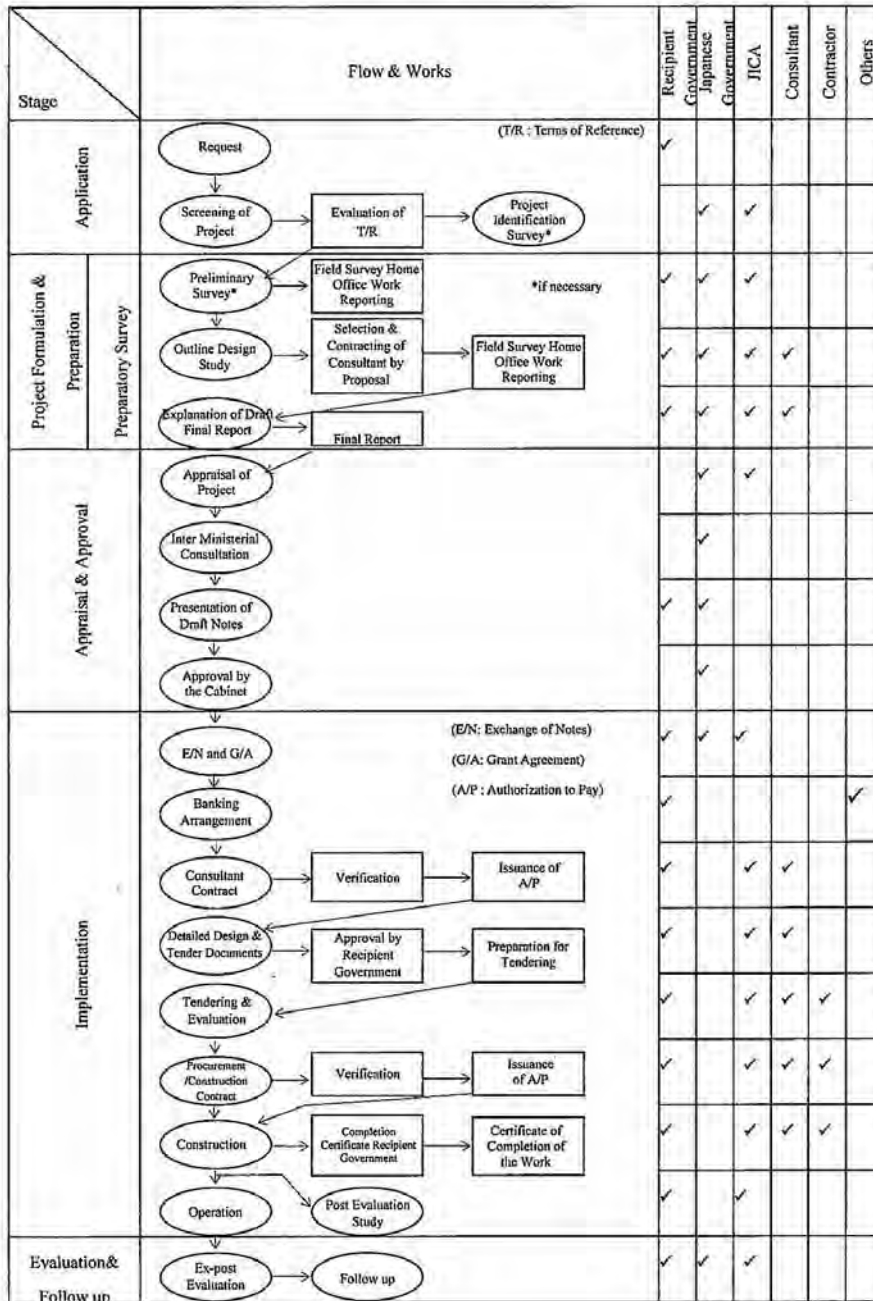 Stage
Flow & Works
Recipient
Government
Japanese
Government
JICA
Consultant
Contractor
Others
Application
(T/R : Terms of Reference)
Request
✓
Screening of
Project
Evaluation of
T/R
Project
Identification
Survey*
✓ ✓
Project Formulation &
Preparation
Preparatory Survey
Preliminary
Survey*
Field Survey Home
Office Work
Reporting
*if necessary
✓ ✓ ✓
Outline Design
Study
Selection &
Contracting of
Consultant by
Proposal
Field Survey Home
Office Work
Reporting
✓ ✓ ✓ ✓
Explanation of Draft
Final Report
Final Report
✓ ✓ ✓ ✓
Appraisal & Approval
Appraisal of
Project
✓ ✓
Inter Ministerial
Consultation
✓
Presentation of
Draft Notes
✓ ✓
Approval by
the Cabinet
✓
Implementation
(E/N: Exchange of Notes)
(G/A: Grant Agreement)
(A/P : Authorization to Pay)
E/N and G/A
✓ ✓ ✓
Banking
Arrangement
✓ ✓
Consultant
Contract
Verification
Issuance of
A/P
✓ ✓ ✓
Detailed Design &
Tender Documents
Approval by
Recipient
Government
Preparation for
Tendering
✓ ✓ ✓
Tendering &
Evaluation
✓ ✓ ✓ ✓
Procurement
/Construction
Contract
Verification
Issuance
of A/P
✓ ✓ ✓ ✓
Construction
Completion
Certificate Recipient
Government
Certificate of
Completion of
the Work
✓ ✓ ✓ ✓
Operation
Post Evaluation
Study
✓ ✓
Evaluation&
Follow up
Ex-post
Evaluation
Follow up
✓ ✓ ✓